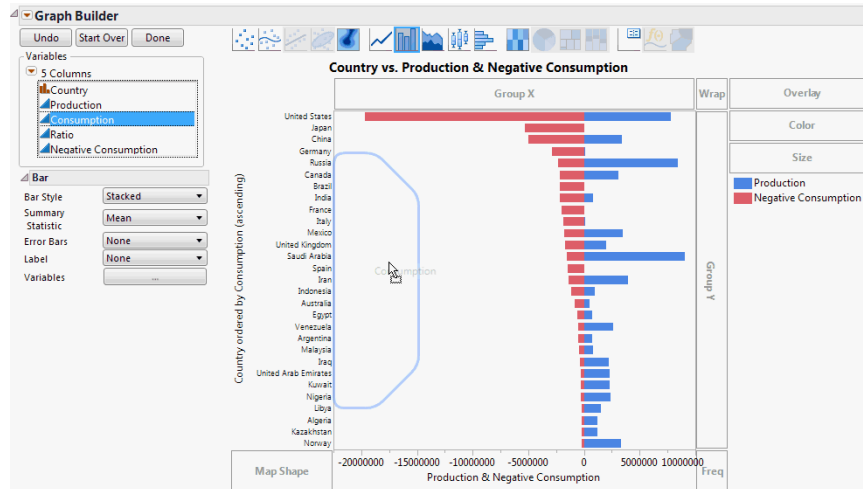 Graph Builder
Undo Start Over Done
Variables
5 Columns
Country
Production
Consumption
Ratio
Negative Consumption
Bar
Bar Style Stacked
Summary Statistic Mean
Error Bars None
Label None
Variables ...
Country vs. Production & Negative Consumption
Group X
Wrap
Overlay
Color
Size
Production
Negative Consumption
Group Y
Country ordered by Consumption (ascending)
United States
Japan
China
Germany
Russia
Canada
Brazil
India
France
Italy
Mexico
United Kingdom
Saudi Arabia
Spain
Iran
Indonesia
Australia
Egypt
Venezuela
Argentina
Malaysia
Iraq
United Arab Emirates
Kuwait
Nigeria
Libya
Algeria
Kazakhstan
Norway
Consumption
Map Shape
-20000000 -15000000 -10000000 -5000000 0 5000000 10000000
Production & Negative Consumption
Freq